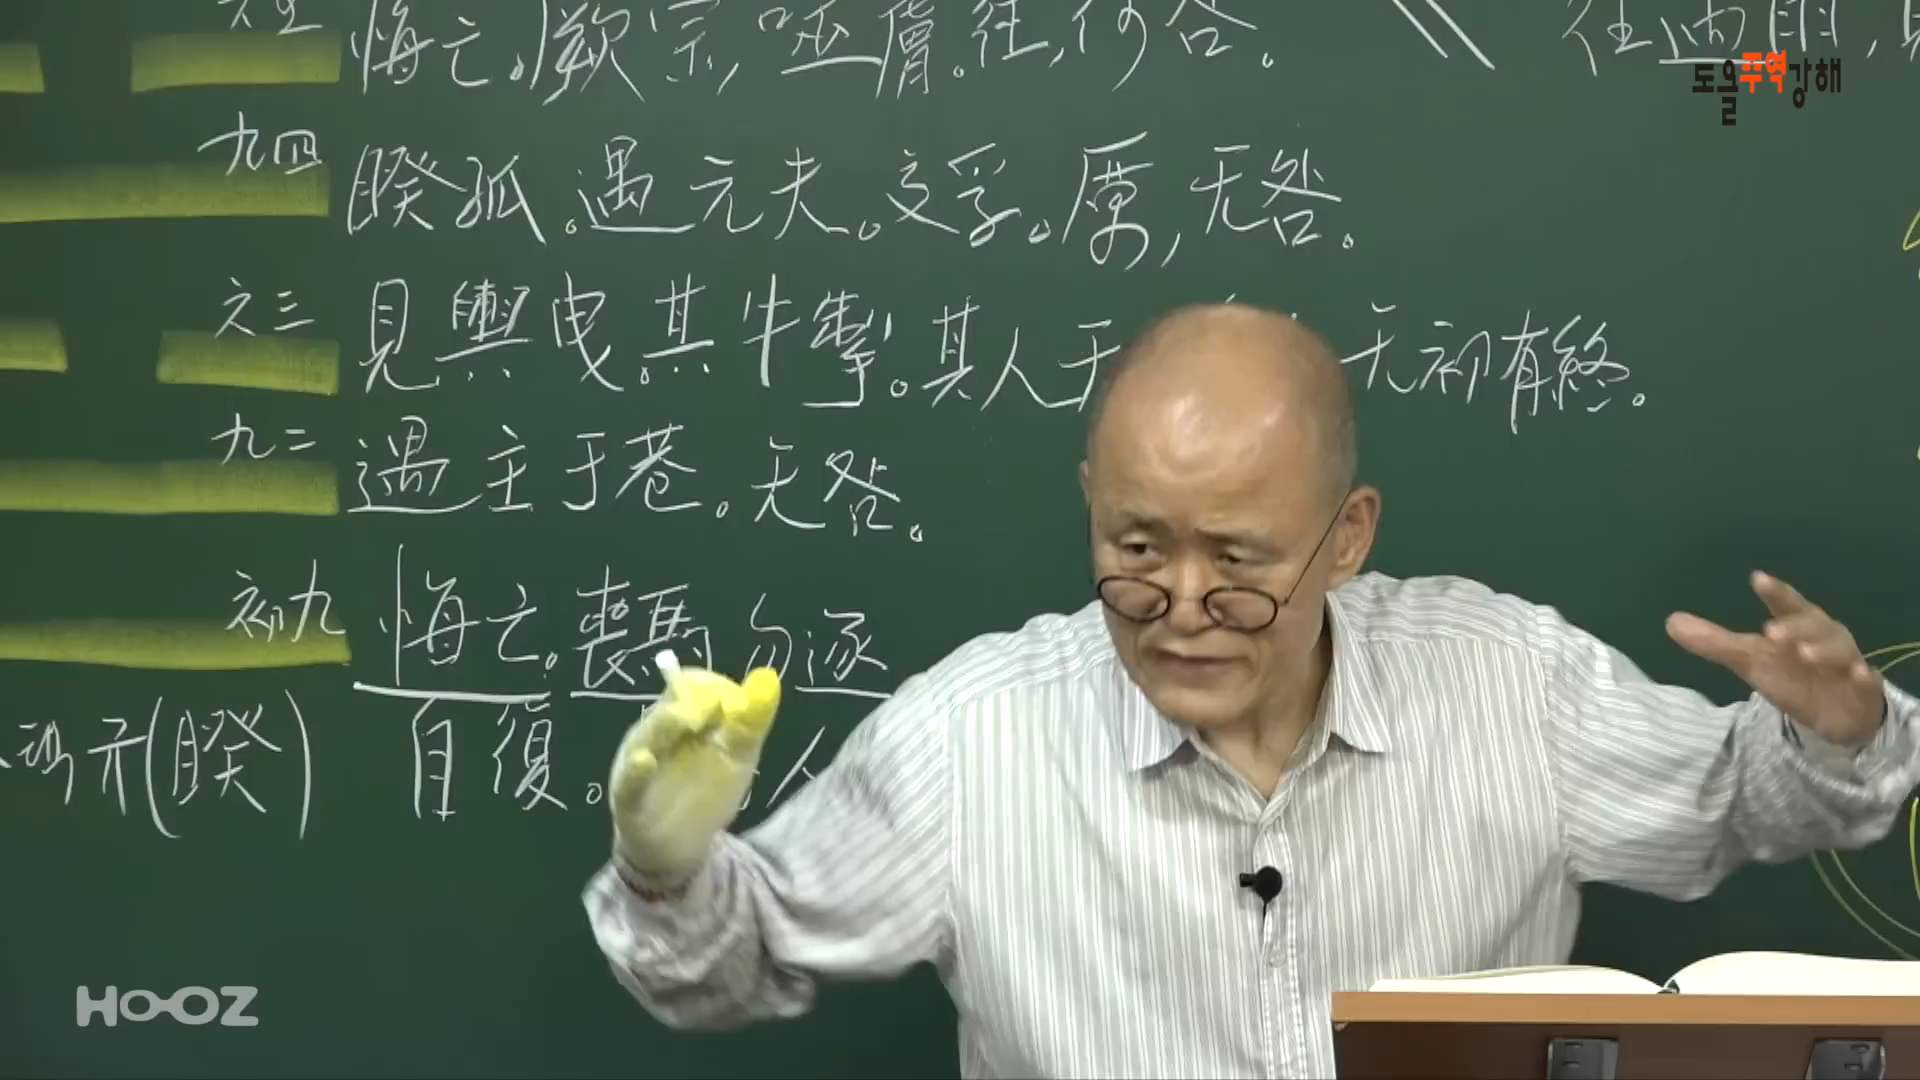 六五 悔亡。厥宗噬膚。往,何咎。
往遇雨,
도올주역강해
九四 睽孤。遇元夫。交孚。厲,无咎。
六三 見輿曳。其牛掣。其人天 无初有終。
九二 遇主于巷。无咎。
初九 悔亡。喪馬勿逐
(睽) 自復。 人
HOOZ